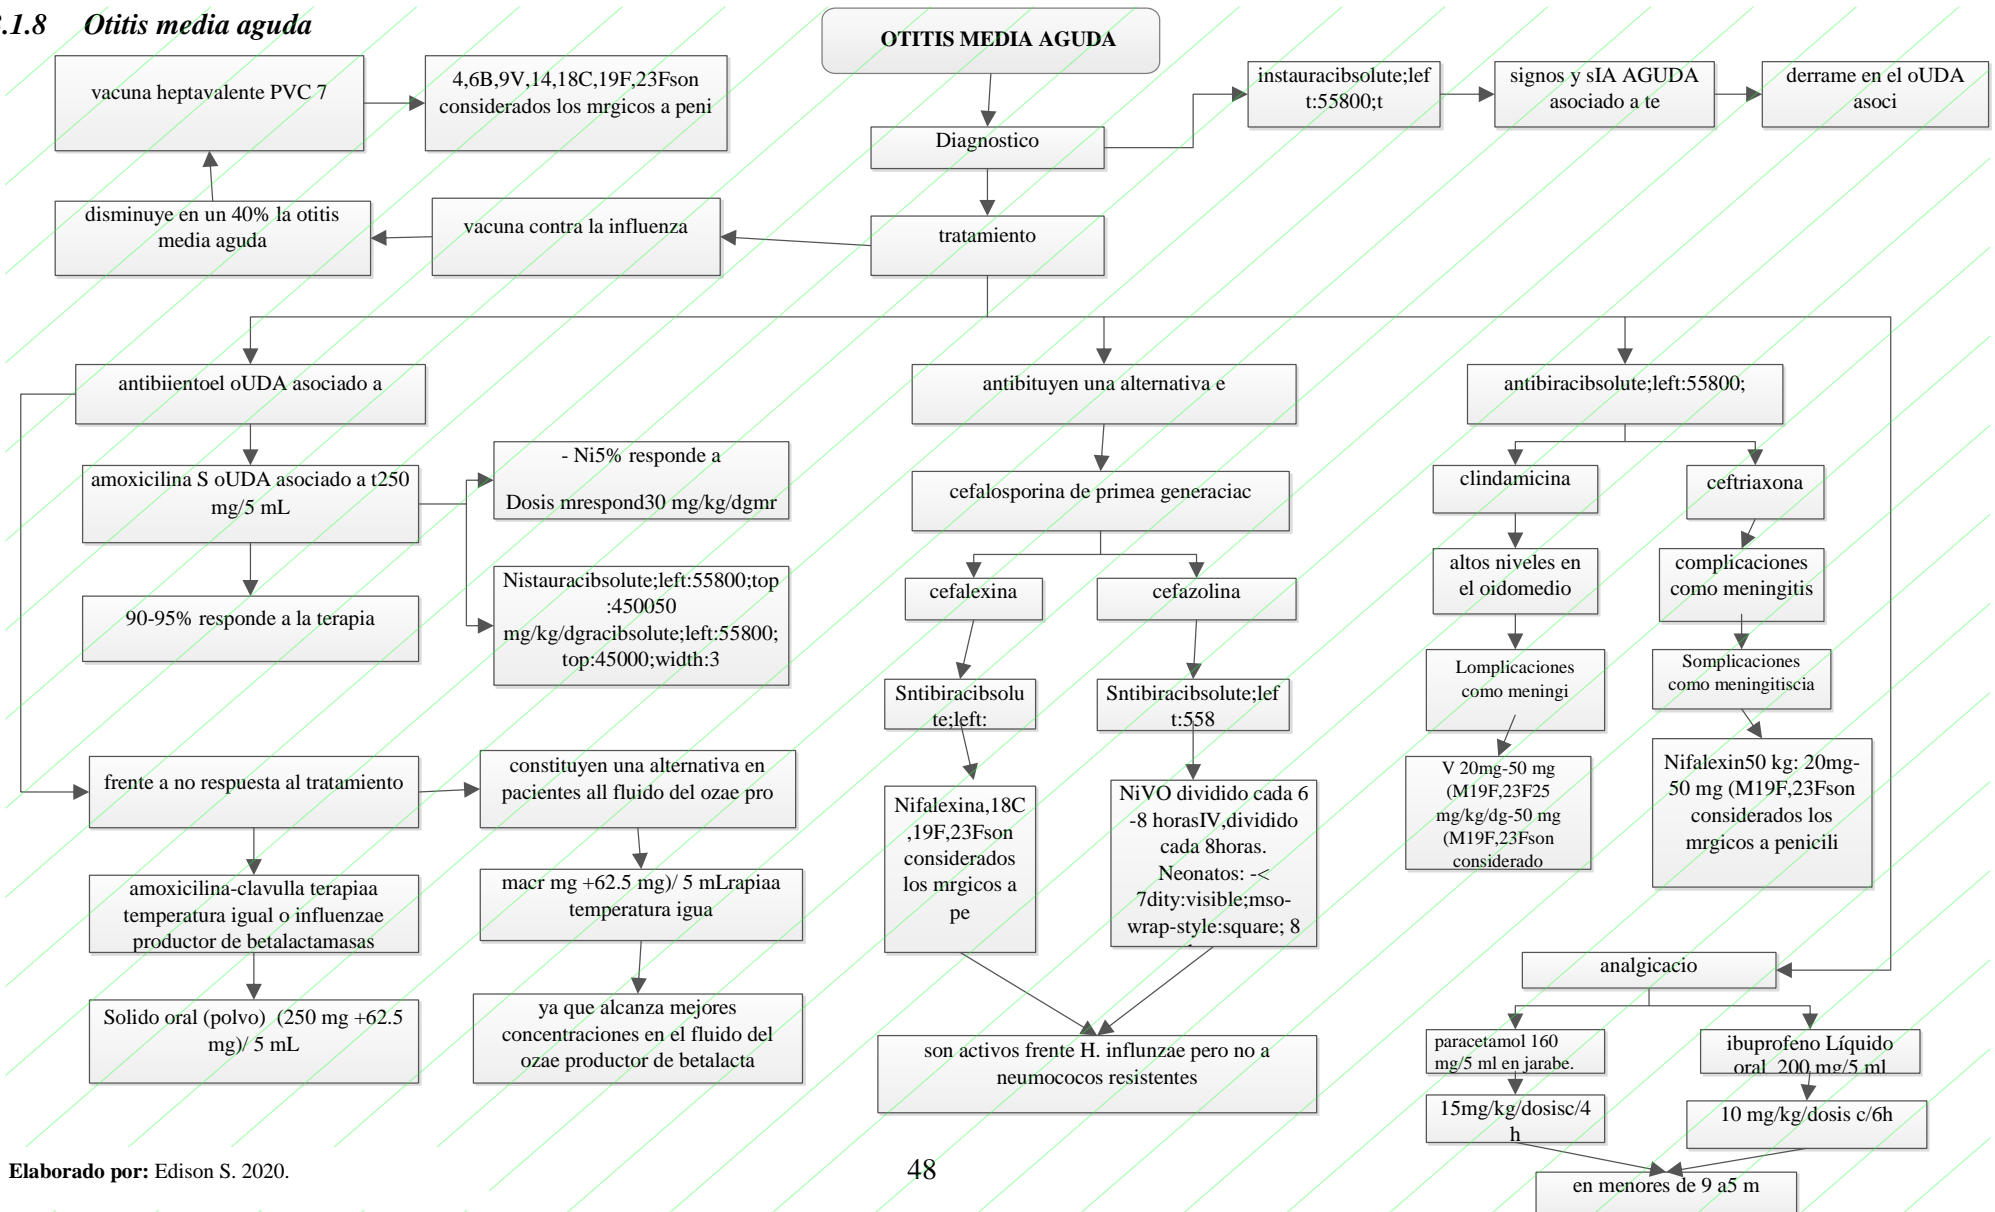 .1.8 Otitis media aguda
OTITIS MEDIA AGUDA
vacuna heptavalente PVC 7
4,6B,9V,14,18C,19F,23Fson
considerados los mrgicos a peni
instauracibsolute;lef
t:55800;t
signos y sIA AGUDA
asociado a te
derrame en el oUDA
asoci
Diagnostico
disminuye en un 40% la otitis
media aguda
vacuna contra la influenza
tratamiento
antibiientoel oUDA asociado a
antibituyen una alternativa e
antibiracibsolute;left:55800;
amoxicilina S oUDA asociado a t250
mg/5 mL
- Ni5% responde a
Dosis mrespond30 mg/kg/dgmr
Nistauracibsolute;left:55800;top
:450050
mg/kg/dgracibsolute;left:55800;
top:45000;width:3
90-95% responde a la terapia
cefalosporina de primea generaciac
cefalexina
cefazolina
Sntibiracibsolu
te;left:
Sntibiracibsolute;lef
t:558
Nifalexina,18C
,19F,23Fson
considerados
los mrgicos a
pe
NiVO dividido cada 6
-8 horasIV,dividido
cada 8horas.
Neonatos: -<
7dity:visible;mso-
wrap-style:square; 8
son activos frente H. influnzae pero no a
neumococos resistentes
clindamicina
ceftriaxona
altos niveles en
el oidomedio
complicaciones
como meningitis
Lomplicaciones
como meningi
Somplicaciones
como meningitiscia
V 20mg-50 mg
(M19F,23F25
mg/kg/dg-50 mg
(M19F,23Fson
considerado
Nifalexin50 kg: 20mg-
50 mg (M19F,23Fson
considerados los
mrgicos a penicili
frente a no respuesta al tratamiento
constituyen una alternativa en
pacientes all fluido del ozae pro
amoxicilina-clavulla terapiaa
temperatura igual o influenzae
productor de betalactamasas
macr mg +62.5 mg)/ 5 mLrapiaa
temperatura igua
Solido oral (polvo) (250 mg +62.5
mg)/ 5 mL
ya que alcanza mejores
concentraciones en el fluido del
ozae productor de betalacta
analgicacio
paracetamol 160
mg/5 ml en jarabe.
ibuprofeno Líquido
oral 200 mg/5 ml
15mg/kg/dosisc/4
h
10 mg/kg/dosis c/6h
en menores de 9 a5 m
Elaborado por: Edison S. 2020.
48